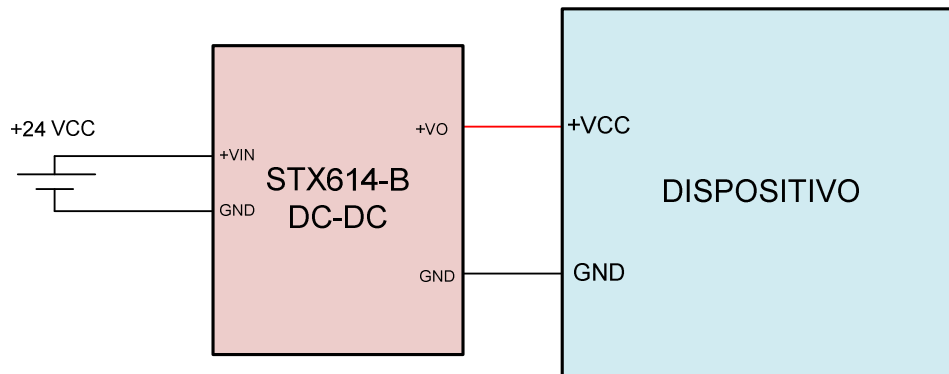 +24 VCC
+VIN
GND
STX614-B
DC-DC
+VO
GND
+VCC
GND
DISPOSITIVO